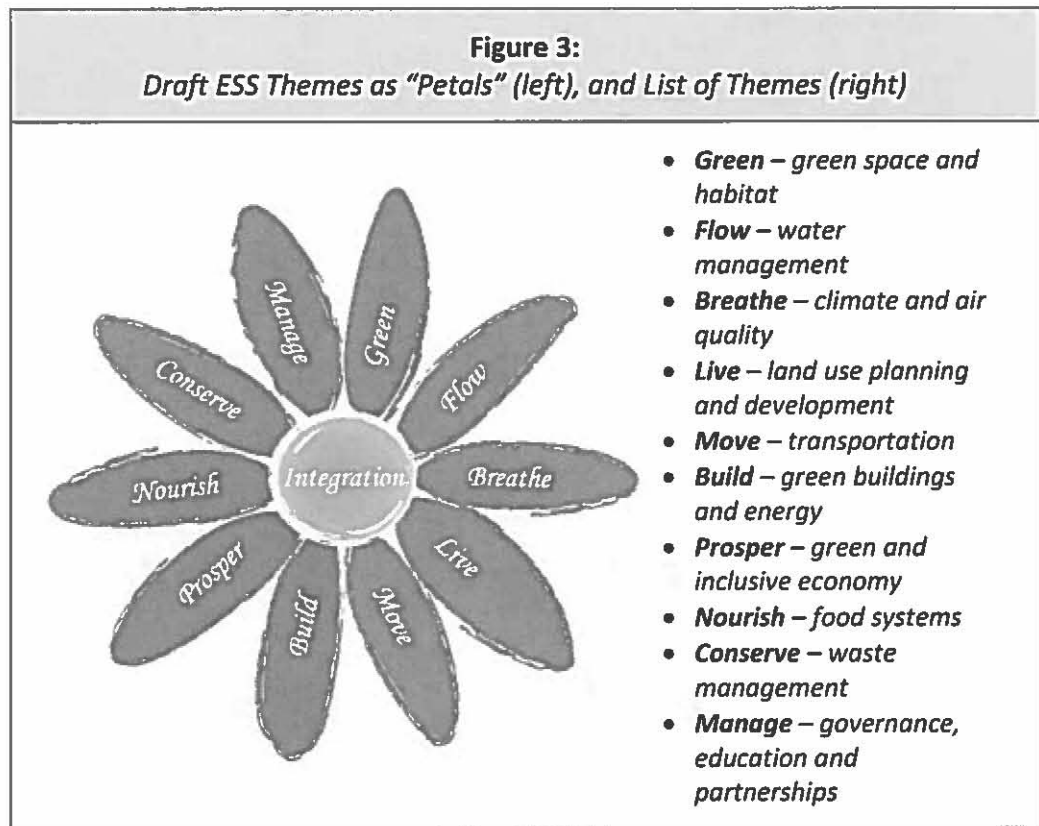 Figure 3:
Draft ESS Themes as “Petals” (left), and List of Themes (right)
Manage
Green
Conserve
Flow
Nourish
Integration
Breathe
Prosper
Live
Build
Move
• Green – green space and
habitat
• Flow – water
management
• Breathe – climate and air
quality
• Live – land use planning
and development
• Move – transportation
• Build – green buildings
and energy
• Prosper – green and
inclusive economy
• Nourish – food systems
• Conserve – waste
management
• Manage – governance,
education and
partnerships